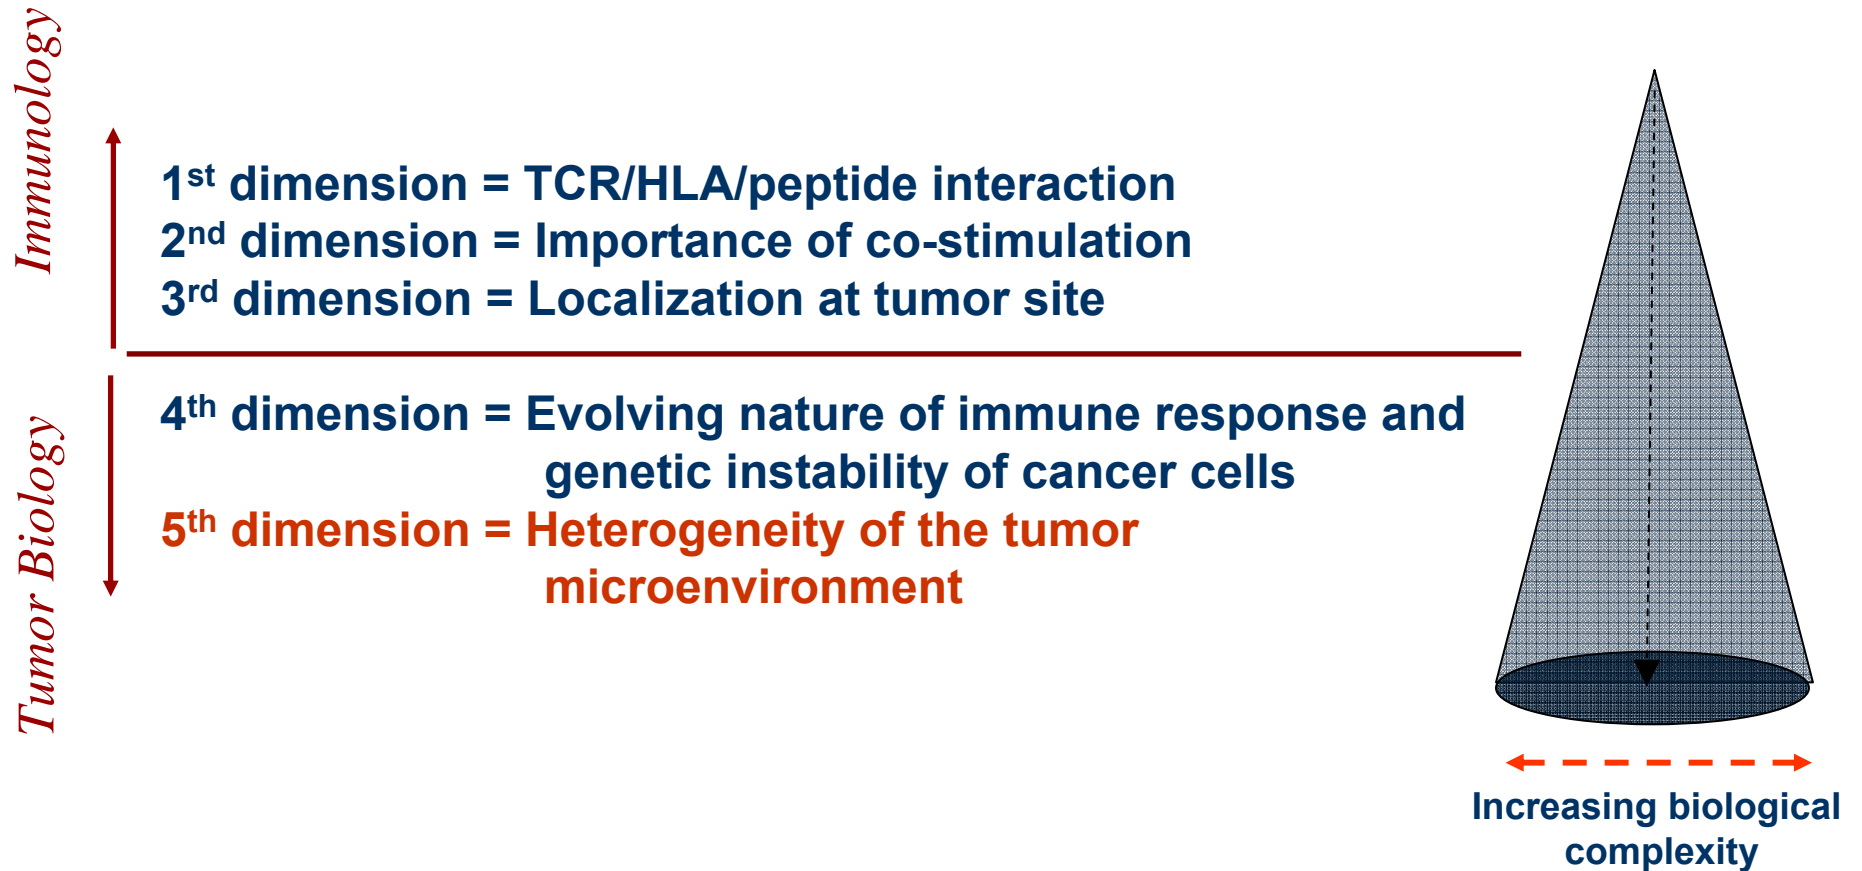 Immunology
1st dimension = TCR/HLA/peptide interaction
2nd dimension = Importance of co-stimulation
3rd dimension = Localization at tumor site
Tumor Biology
4th dimension = Evolving nature of immune response and
genetic instability of cancer cells
5th dimension = Heterogeneity of the tumor
microenvironment
Increasing biological
complexity